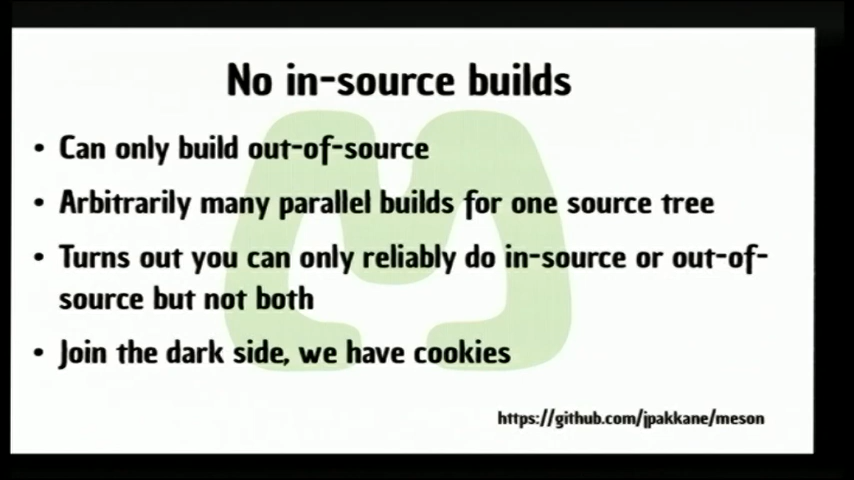 No in-source builds
• Can only build out-of-source
• Arbitrarily many parallel builds for one source tree
• Turns out you can only reliably do in-source or out-of-
source but not both
• Join the dark side, we have cookies
https://github.com/jpakkane/meson